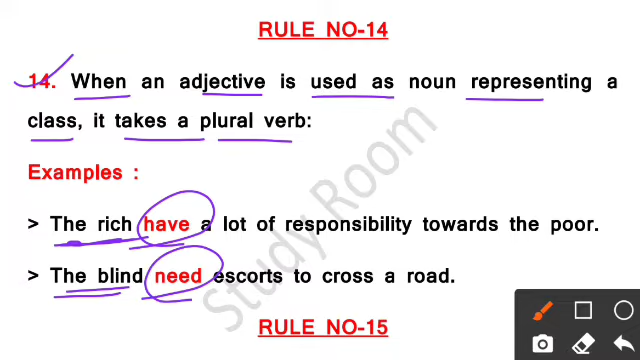 RULE NO-14
14. When an adjective is used as noun representing a
class, it takes a plural verb:
Examples :
> The rich have a lot of responsibility towards the poor.
> The blind need escorts to cross a road.
Study Room
RULE NO-15